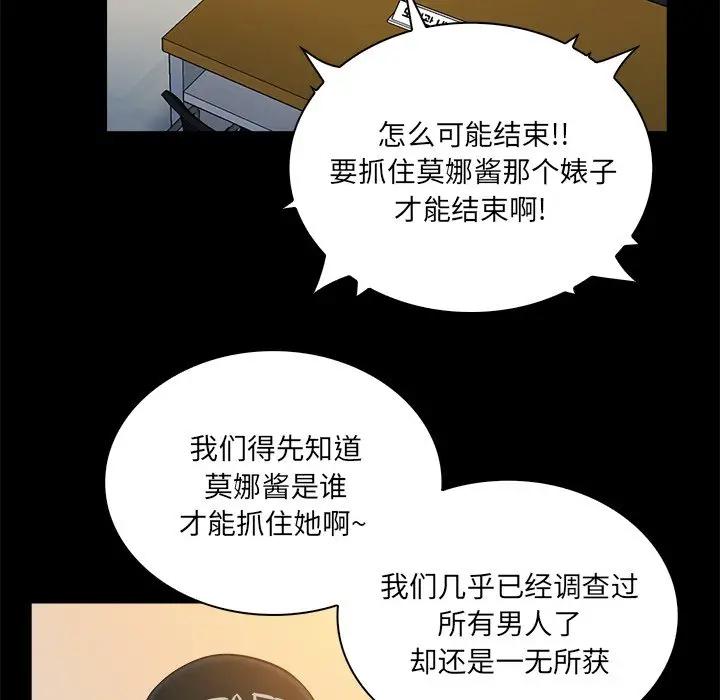 怎么可能结束!!
要抓住莫娜酱那个婊子
才能结束啊!
我们得先知道
莫娜酱是谁
才能抓住她啊~
我们几乎已经调查过
所有男人了
却还是一无所获